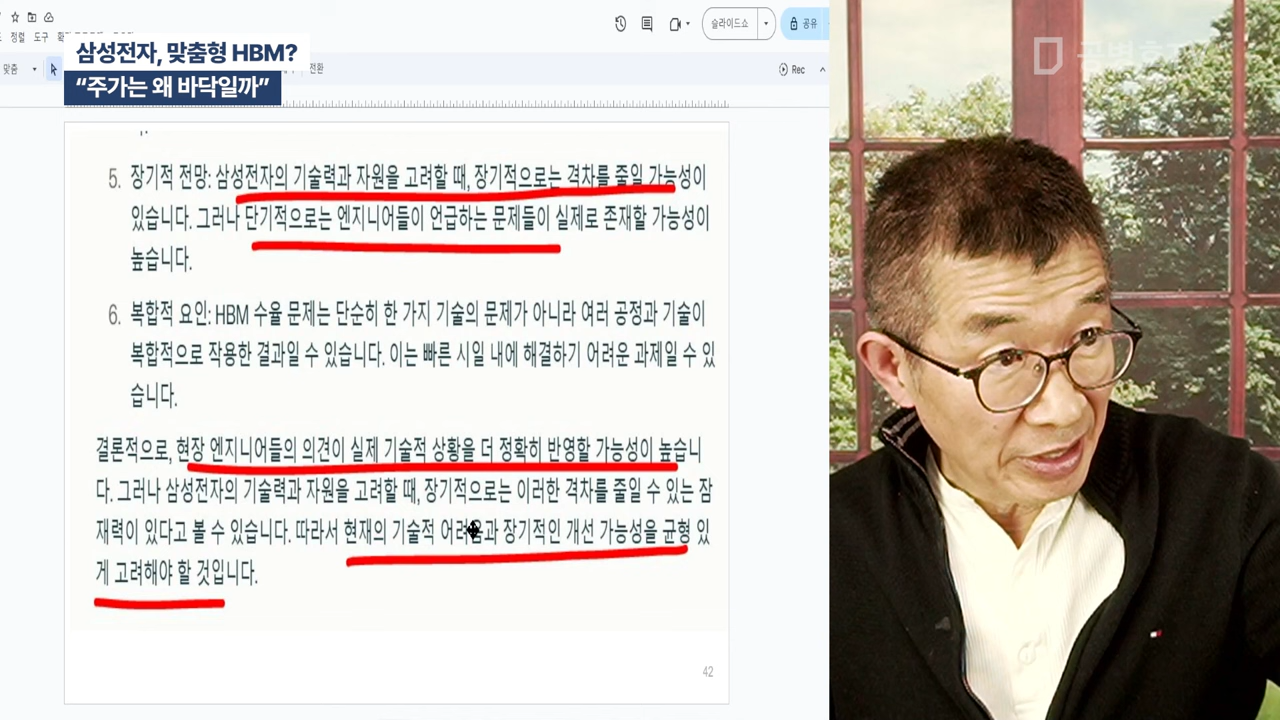 정렬 도구
삼성전자, 맞춤형 HBM?
“주가는 왜 바닥일까”
맞춤
전환
슬라이드쇼
공유
Rec
5. 장기적 전망: 삼성전자의 기술력과 자원을 고려할 때, 장기적으로는 격차를 줄일 가능성이
있습니다. 그러나 단기적으로는 엔지니어들이 언급하는 문제들이 실제로 존재할 가능성이
높습니다.
6. 복합적 요인: HBM 수율 문제는 단순히 한 가지 기술의 문제가 아니라 여러 공정과 기술이
복합적으로 작용한 결과일 수 있습니다. 이는 빠른 시일 내에 해결하기 어려운 과제일 수 있
습니다.
결론적으로, 현장 엔지니어들의 의견이 실제 기술적 상황을 더 정확히 반영할 가능성이 높습니
다. 그러나 삼성전자의 기술력과 자원을 고려할 때, 장기적으로는 이러한 격차를 줄일 수 있는 잠
재력이 있다고 볼 수 있습니다. 따라서 현재의 기술적 어려움과 장기적인 개선 가능성을 균형 있
게 고려해야 할 것입니다.
42